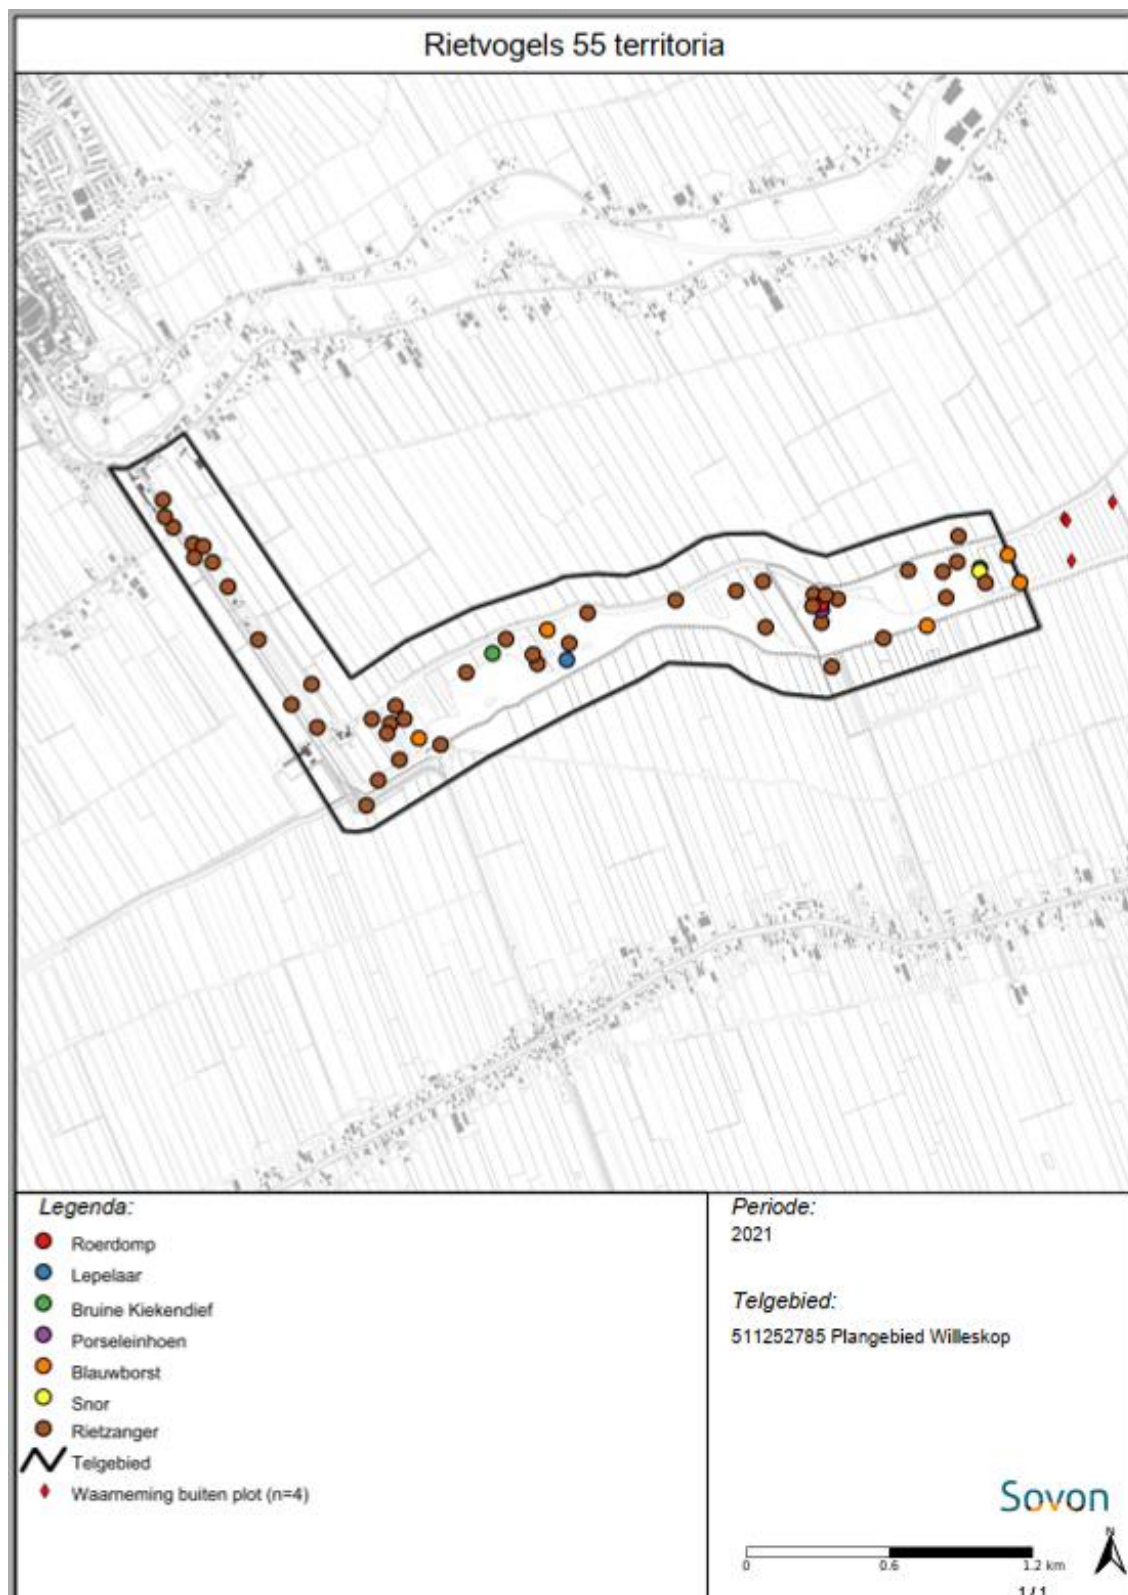 Rietvogels 55 territoria
Legenda:
Roerdomp
Lepelaar
Bruine Kiekendief
Porseleinhoen
Blauwborst
Snor
Rietzanger
Telgebied
Waarneming buiten plot (n=4)
Periode:
2021
Telgebied:
511252785 Plangebied Willeskop
Sovon
N
0 0.6 1.2 km
1/1